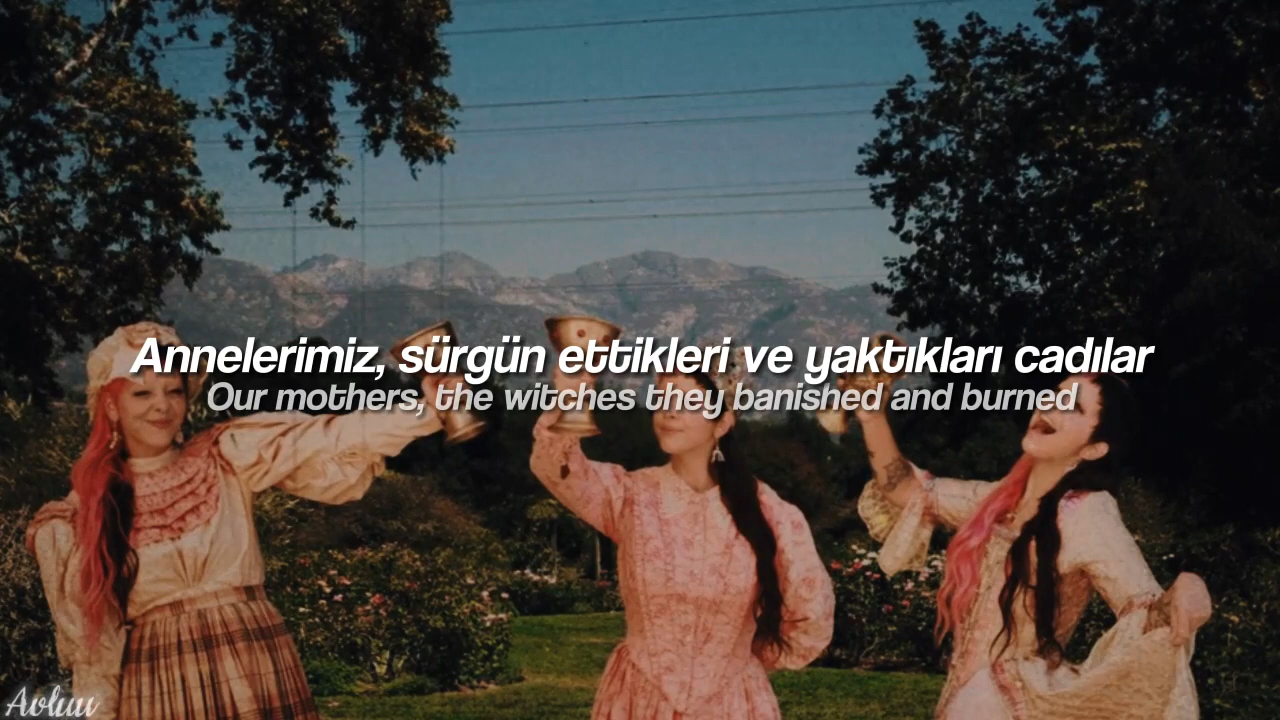 Annelerimiz, sürgün ettikleri ve yaktıkları cadılar
Our mothers, the witches they banished and burned
Avluu